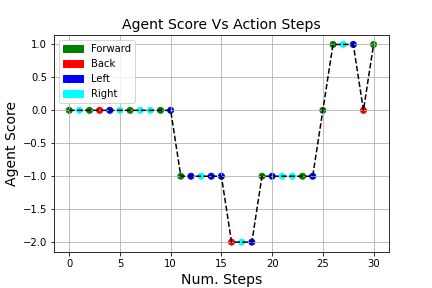 Agent Score Vs Action Steps
Agent Score
1.0
0.5
0.0
−0.5
−1.0
−1.5
−2.0
Forward
Back
Left
Right
0 5 10 15 20 25 30
Num. Steps